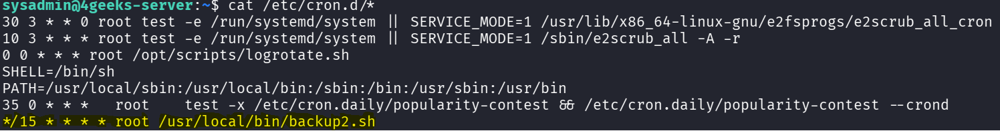 sysadmin@4geeks-server:~$ cat /etc/cron.d/*
30 3 * * 0 root test -e /run/systemd/system || SERVICE_MODE=1 /usr/lib/x86_64-linux-gnu/e2fsprogs/e2scrub_all_cron
10 3 * * * root test -e /run/systemd/system || SERVICE_MODE=1 /sbin/e2scrub_all -A -r
0 0 * * * root /opt/scripts/logrotate.sh
SHELL=/bin/sh
PATH=/usr/local/sbin:/usr/local/bin:/sbin:/bin:/usr/sbin:/usr/bin
35 0 * * *   root    test -x /etc/cron.daily/popularity-contest && /etc/cron.daily/popularity-contest --crond
*/15 * * * * root /usr/local/bin/backup2.sh